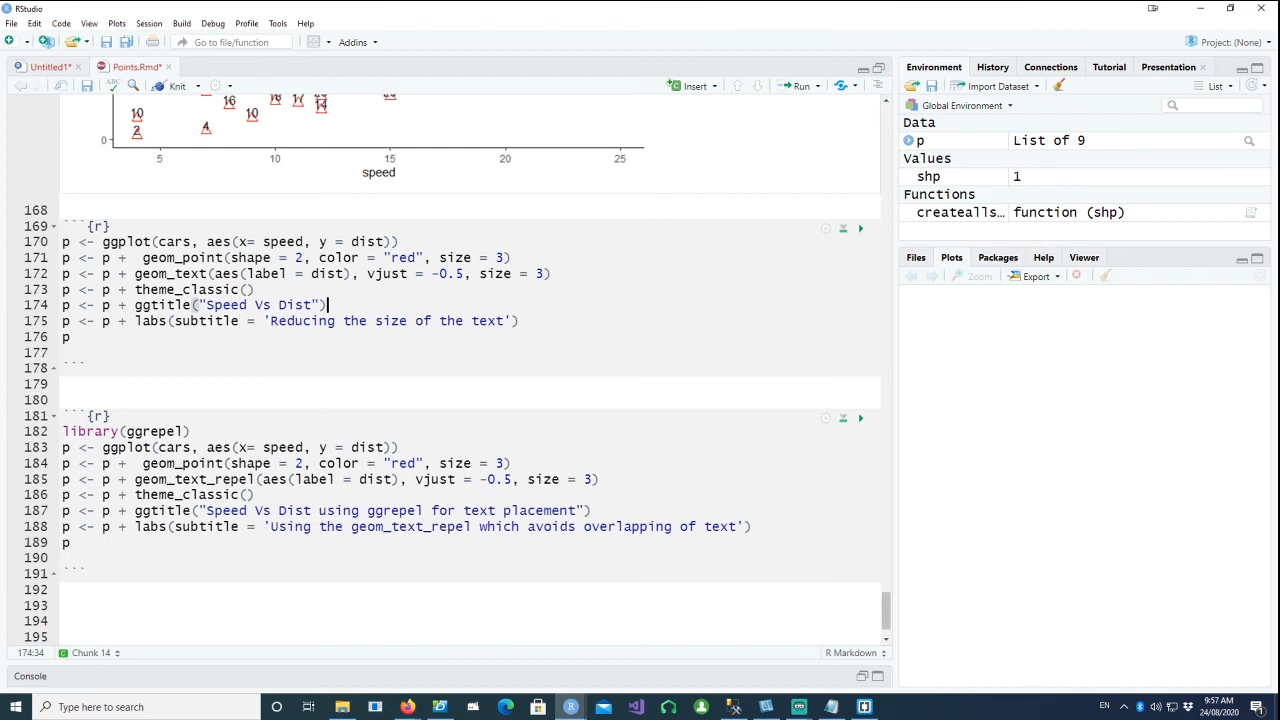 RStudio
File Edit Code View Plots Session Build Debug Profile Tools Help
Go to file/function Addins Project: (None)
Untitled1* Points.Rmd*
ABC Knit Insert Run
16 10 17 14
10 10
2 4
0
5 10 15 20 25
speed
168
169 ```{r}
170 p <- ggplot(cars, aes(x= speed, y = dist))
171 p <- p +  geom_point(shape = 2, color = "red", size = 3)
172 p <- p + geom_text(aes(label = dist), vjust = -0.5, size = 3)
173 p <- p + theme_classic()
174 p <- p + ggtitle("Speed Vs Dist")
175 p <- p + labs(subtitle = 'Reducing the size of the text')
176 p
177
178 ```
179
180
181 ```{r}
182 library(ggrepel)
183 p <- ggplot(cars, aes(x= speed, y = dist))
184 p <- p +  geom_point(shape = 2, color = "red", size = 3)
185 p <- p + geom_text_repel(aes(label = dist), vjust = -0.5, size = 3)
186 p <- p + theme_classic()
187 p <- p + ggtitle("Speed Vs Dist using ggrepel for text placement")
188 p <- p + labs(subtitle = 'Using the geom_text_repel which avoids overlapping of text')
189 p
190
191 ```
192
193
194
195
174:34 Chunk 14 R Markdown
Console
Environment History Connections Tutorial Presentation
Import Dataset List
Global Environment
Data
p List of 9
Values
shp 1
Functions
createalls… function (shp)
Files Plots Packages Help Viewer
Zoom Export
Type here to search
ENG 9:57 AM
24/08/2020